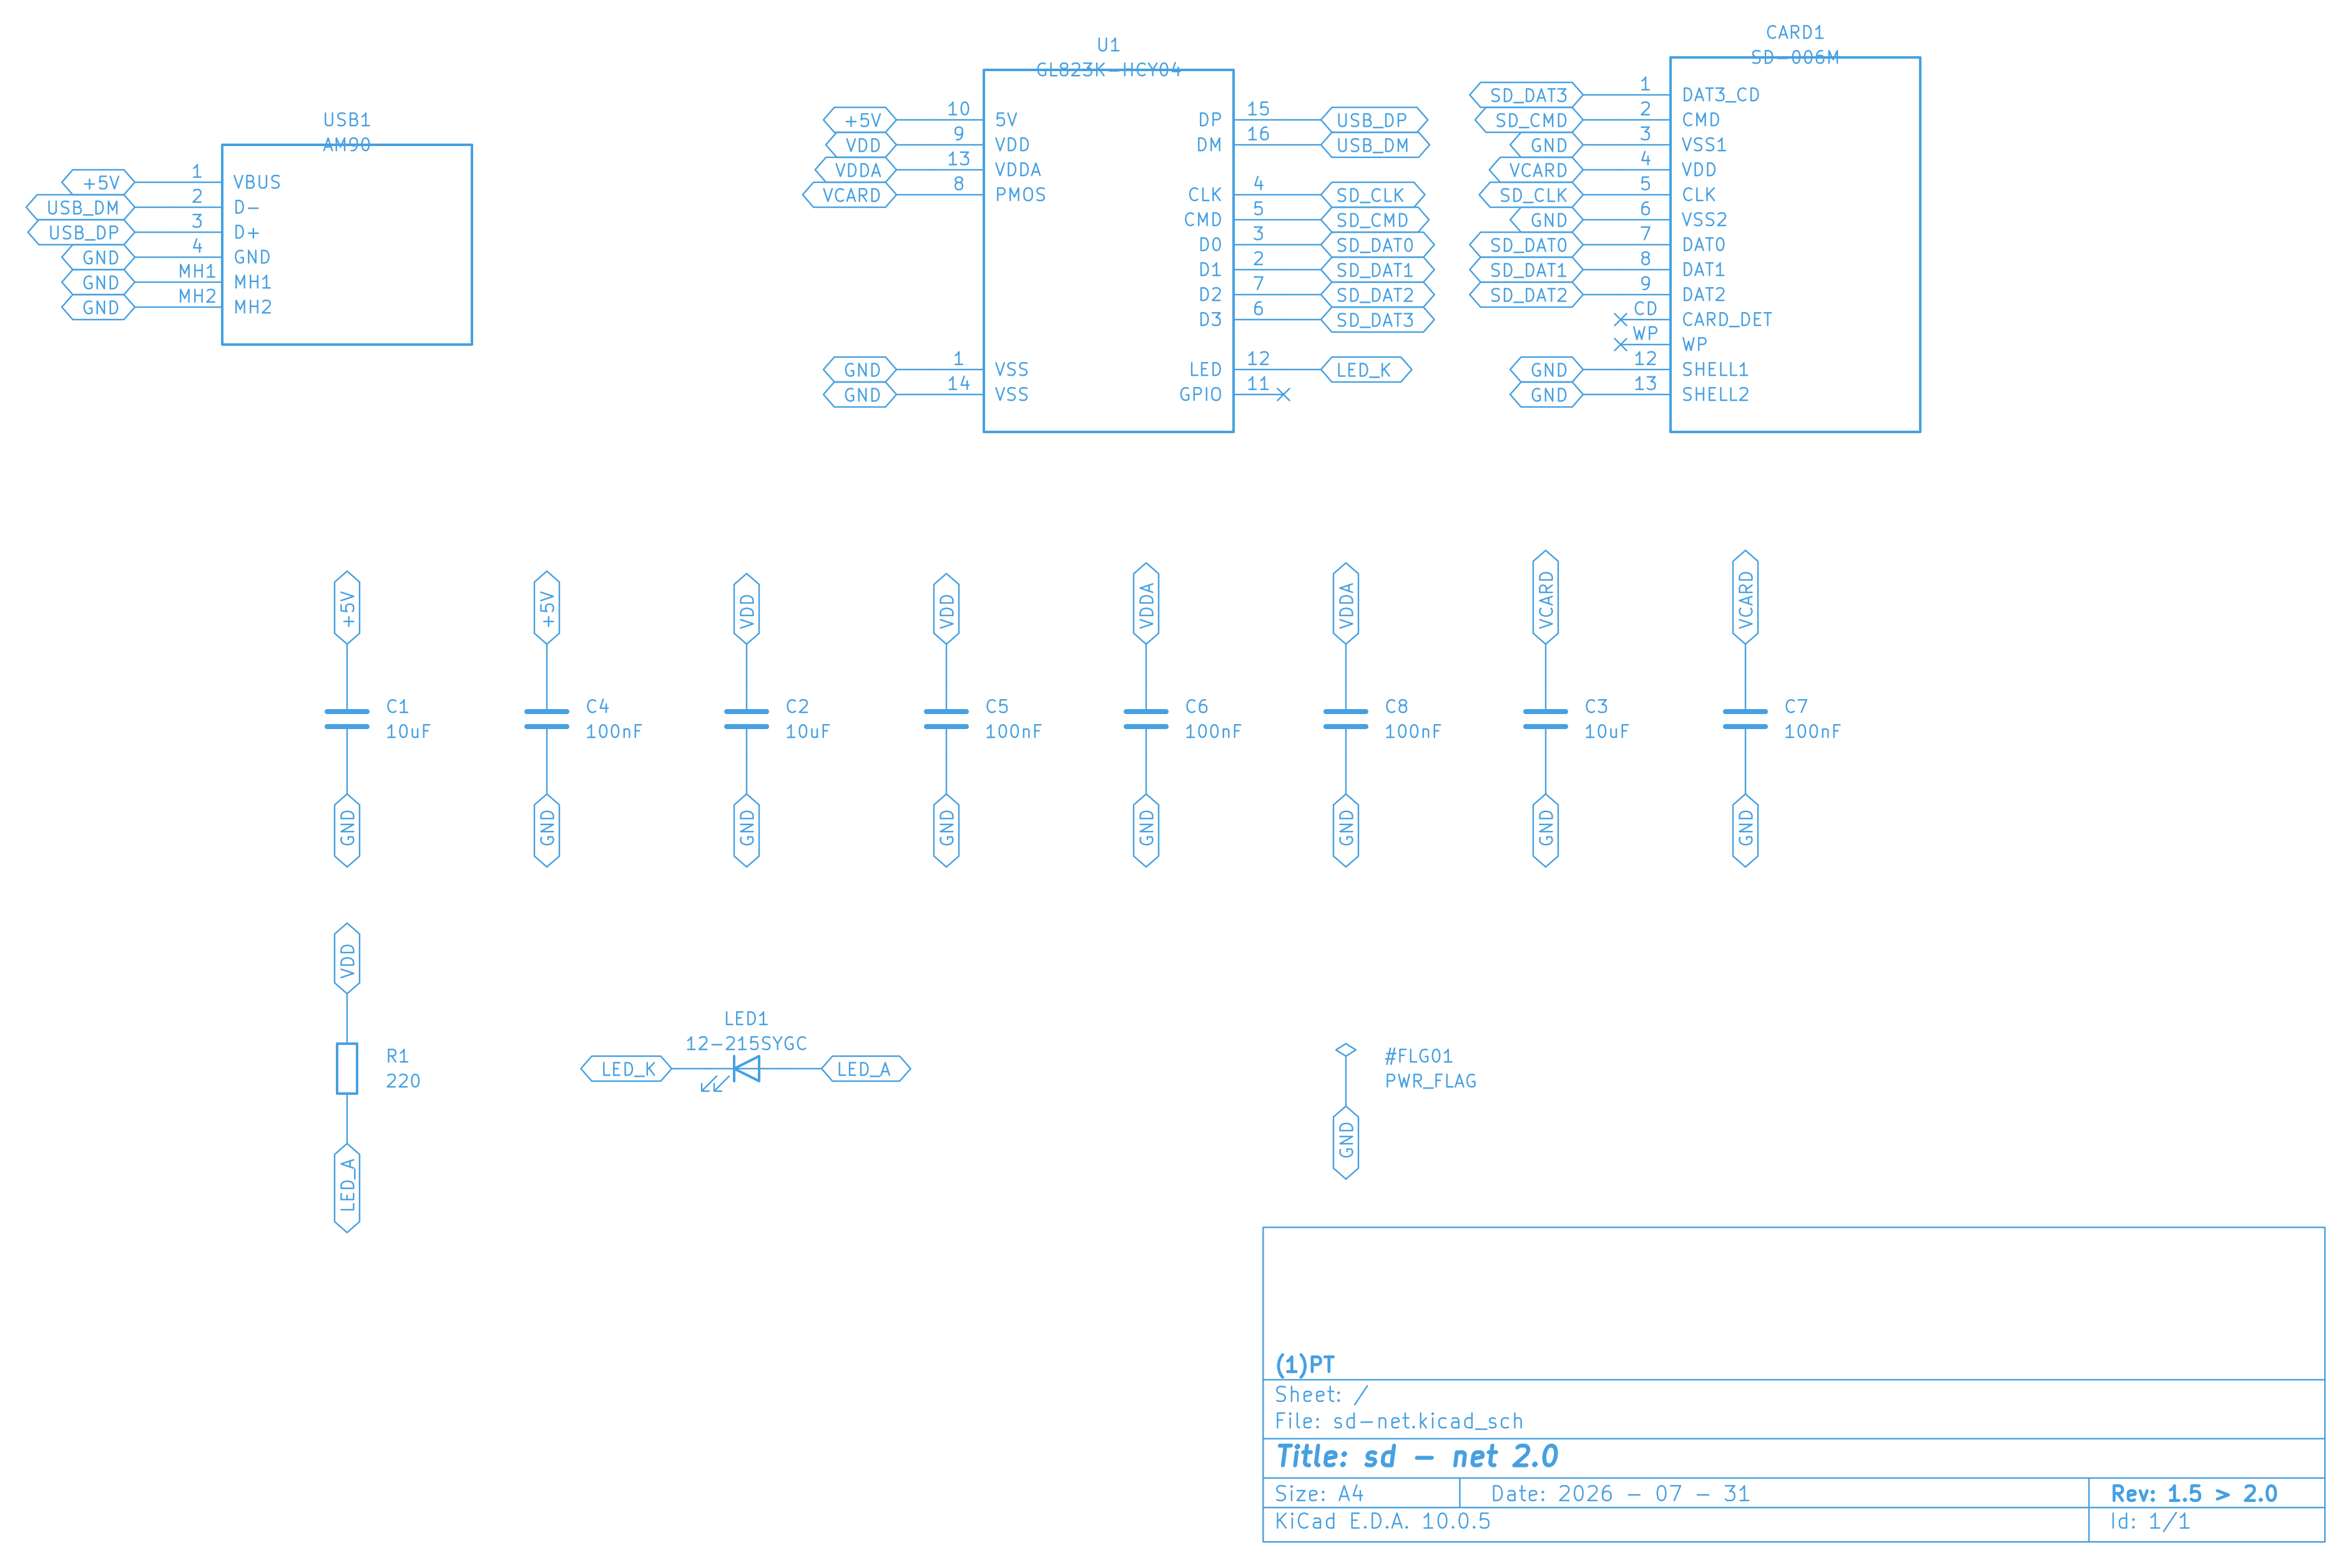 USB1
AM90
+5V 1 VBUS
USB_DM 2 D-
USB_DP 3 D+
GND 4 GND
GND MH1 MH1
GND MH2 MH2
U1
GL823K-HCY04
+5V 10 5V
VDD 9 VDD
VDDA 13 VDDA
VCARD 8 PMOS
GND 1 VSS
GND 14 VSS
DP 15 USB_DP
DM 16 USB_DM
CLK 4 SD_CLK
CMD 5 SD_CMD
D0 3 SD_DAT0
D1 2 SD_DAT1
D2 7 SD_DAT2
D3 6 SD_DAT3
LED 12 LED_K
GPIO 11
CARD1
SD-006M
SD_DAT3 1 DAT3_CD
SD_CMD 2 CMD
GND 3 VSS1
VCARD 4 VDD
SD_CLK 5 CLK
GND 6 VSS2
SD_DAT0 7 DAT0
SD_DAT1 8 DAT1
SD_DAT2 9 DAT2
CD CARD_DET
WP WP
GND 12 SHELL1
GND 13 SHELL2
+5V
C1
10uF
GND
+5V
C4
100nF
GND
VDD
C2
10uF
GND
VDD
C5
100nF
GND
VDDA
C6
100nF
GND
VDDA
C8
100nF
GND
VCARD
C3
10uF
GND
VCARD
C7
100nF
GND
VDD
R1
220
LED_A
LED1
12-215SYGC
LED_K LED_A
#FLG01
PWR_FLAG
GND
(1)PT
Sheet: /
File: sd-net.kicad_sch
Title: sd - net 2.0
Size: A4 Date: 2026 - 07 - 31 Rev: 1.5 > 2.0
KiCad E.D.A. 10.0.5 Id: 1/1